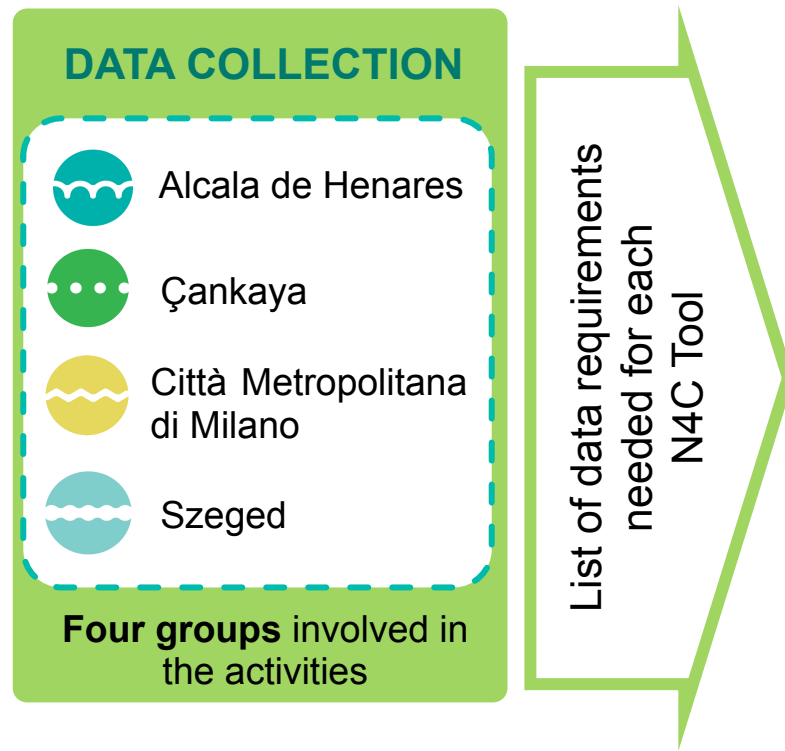 DATA COLLECTION
Alcala de Henares
Çankaya
Città Metropolitana
di Milano
Szeged
Four groups involved in
the activities
List of data requirements
needed for each
N4C Tool